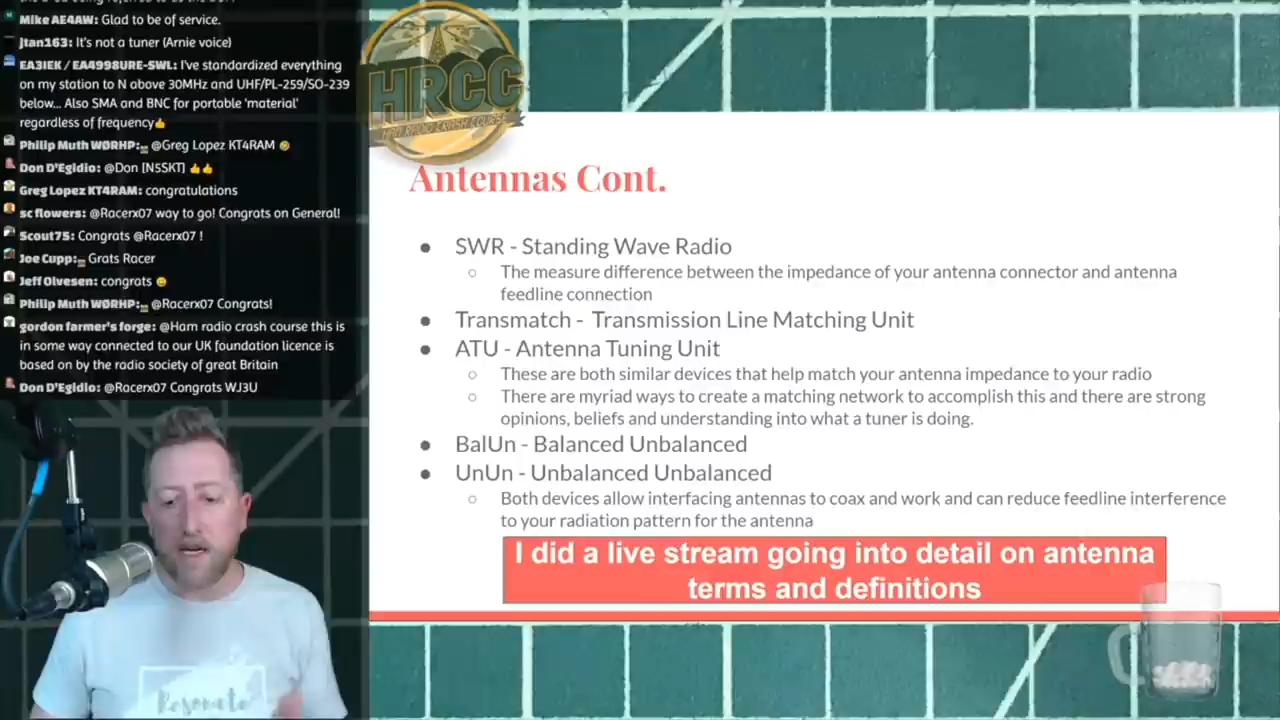 Mike AE4AW: Glad to be of service.
Jtan163: It's not a tuner (Arnie voice)
EA3IEK / EA4998URE-SWL: I've standardized everything
on my station to N above 30MHz and UHF/PL-259/SO-239
below... Also SMA and BNC for portable 'material'
regardless of frequency👍
Philip Muth WØRHP: @Greg Lopez KT4RAM 🤣
Don D'Egidio: @Don [N5SKT] 👍👍
Greg Lopez KT4RAM: congratulations
sc flowers: @Racerx07 way to go! Congrats on General!
Scout75: Congrats @Racerx07 !
Joe Cupp: Grats Racer
Jeff Olvesen: congrats 😀
Philip Muth WØRHP: @Racerx07 Congrats!
gordon farmer's forge: @Ham radio crash course this is
in some way connected to our UK foundation licence is
based on by the radio society of great Britain
Don D'Egidio: @Racerx07 Congrats WJ3U
HRCC
HAM RADIO CRASH COURSE
Antennas Cont.
● SWR - Standing Wave Radio
○ The measure difference between the impedance of your antenna connector and antenna
feedline connection
● Transmatch - Transmission Line Matching Unit
● ATU - Antenna Tuning Unit
○ These are both similar devices that help match your antenna impedance to your radio
○ There are myriad ways to create a matching network to accomplish this and there are strong
opinions, beliefs and understanding into what a tuner is doing.
● BalUn - Balanced Unbalanced
● UnUn - Unbalanced Unbalanced
○ Both devices allow interfacing antennas to coax and work and can reduce feedline interference
to your radiation pattern for the antenna
I did a live stream going into detail on antenna
terms and definitions
Resonate